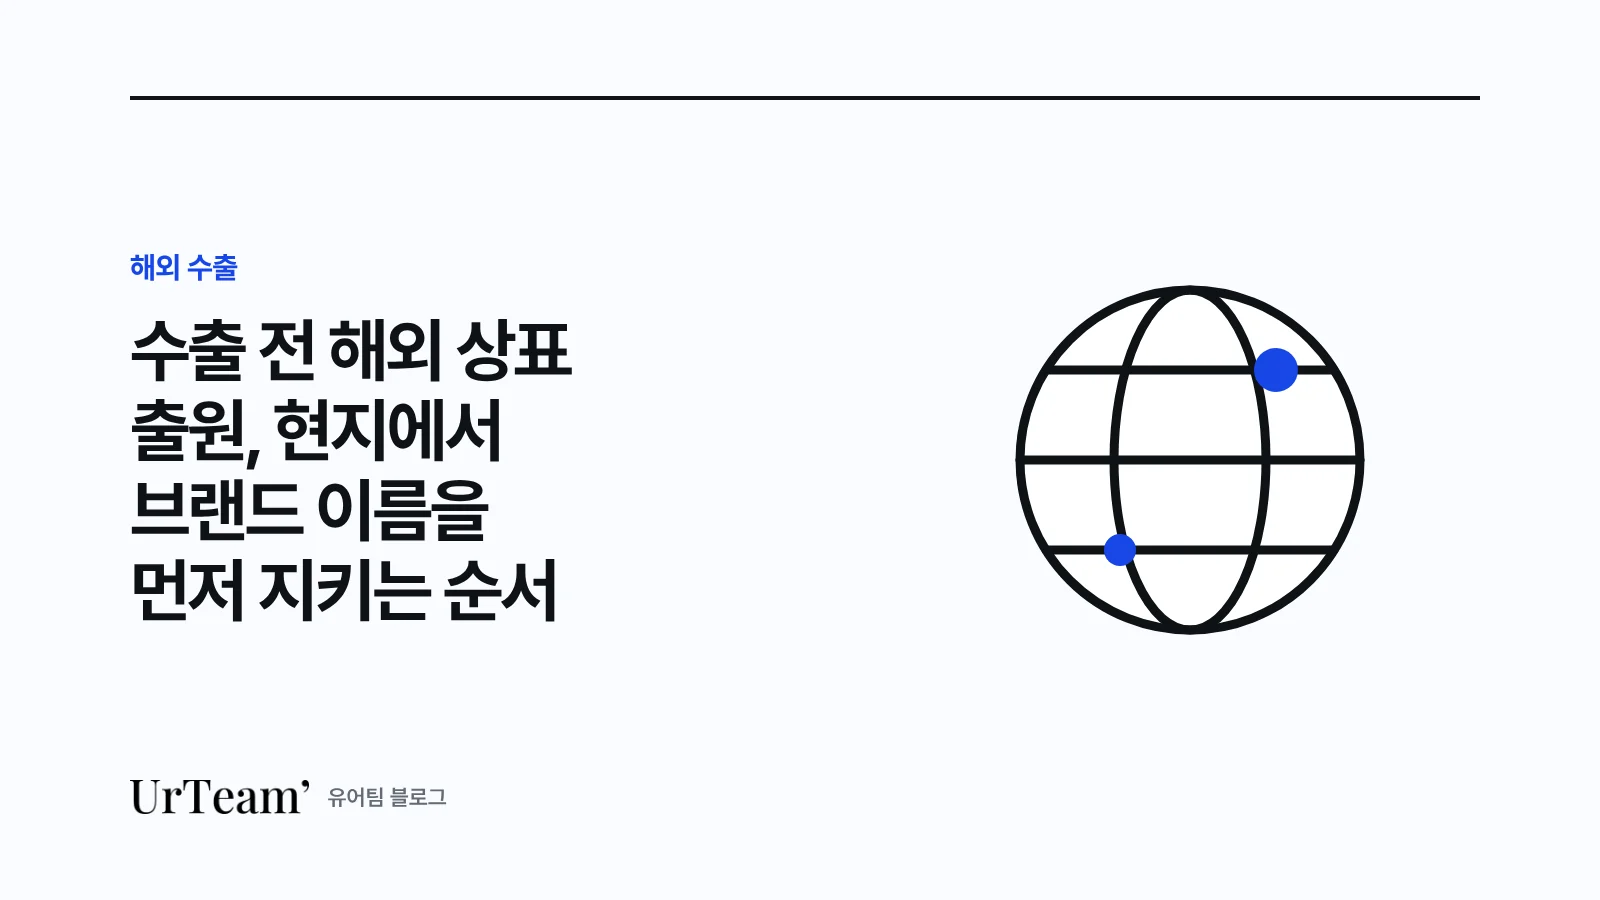 해외 수출
수출 전 해외 상표
출원, 현지에서
브랜드 이름을
먼저 지키는 순서
UrTeam’ 유어팀 블로그